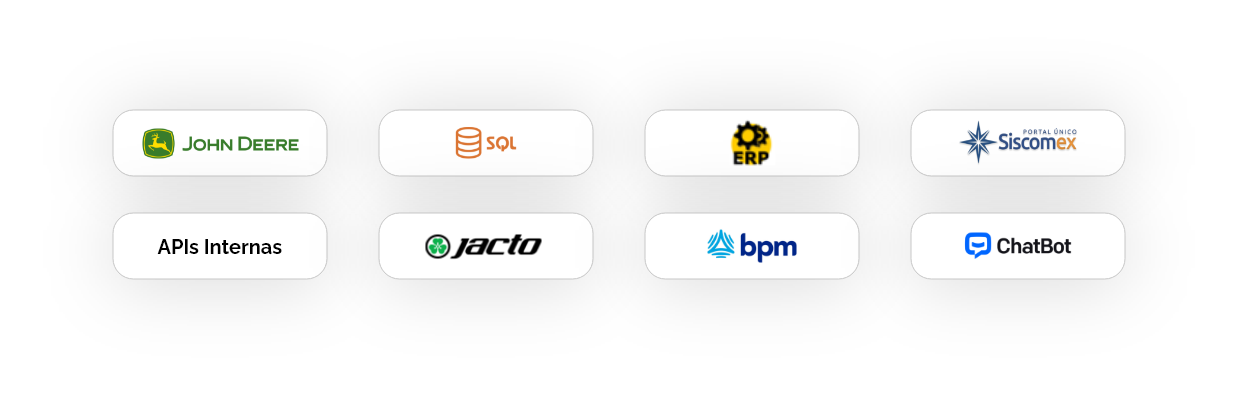 JOHN DEERE
SQL
ERP
PORTAL ÚNICO
Siscomex
APIs Internas
jacto
bpm
ChatBot